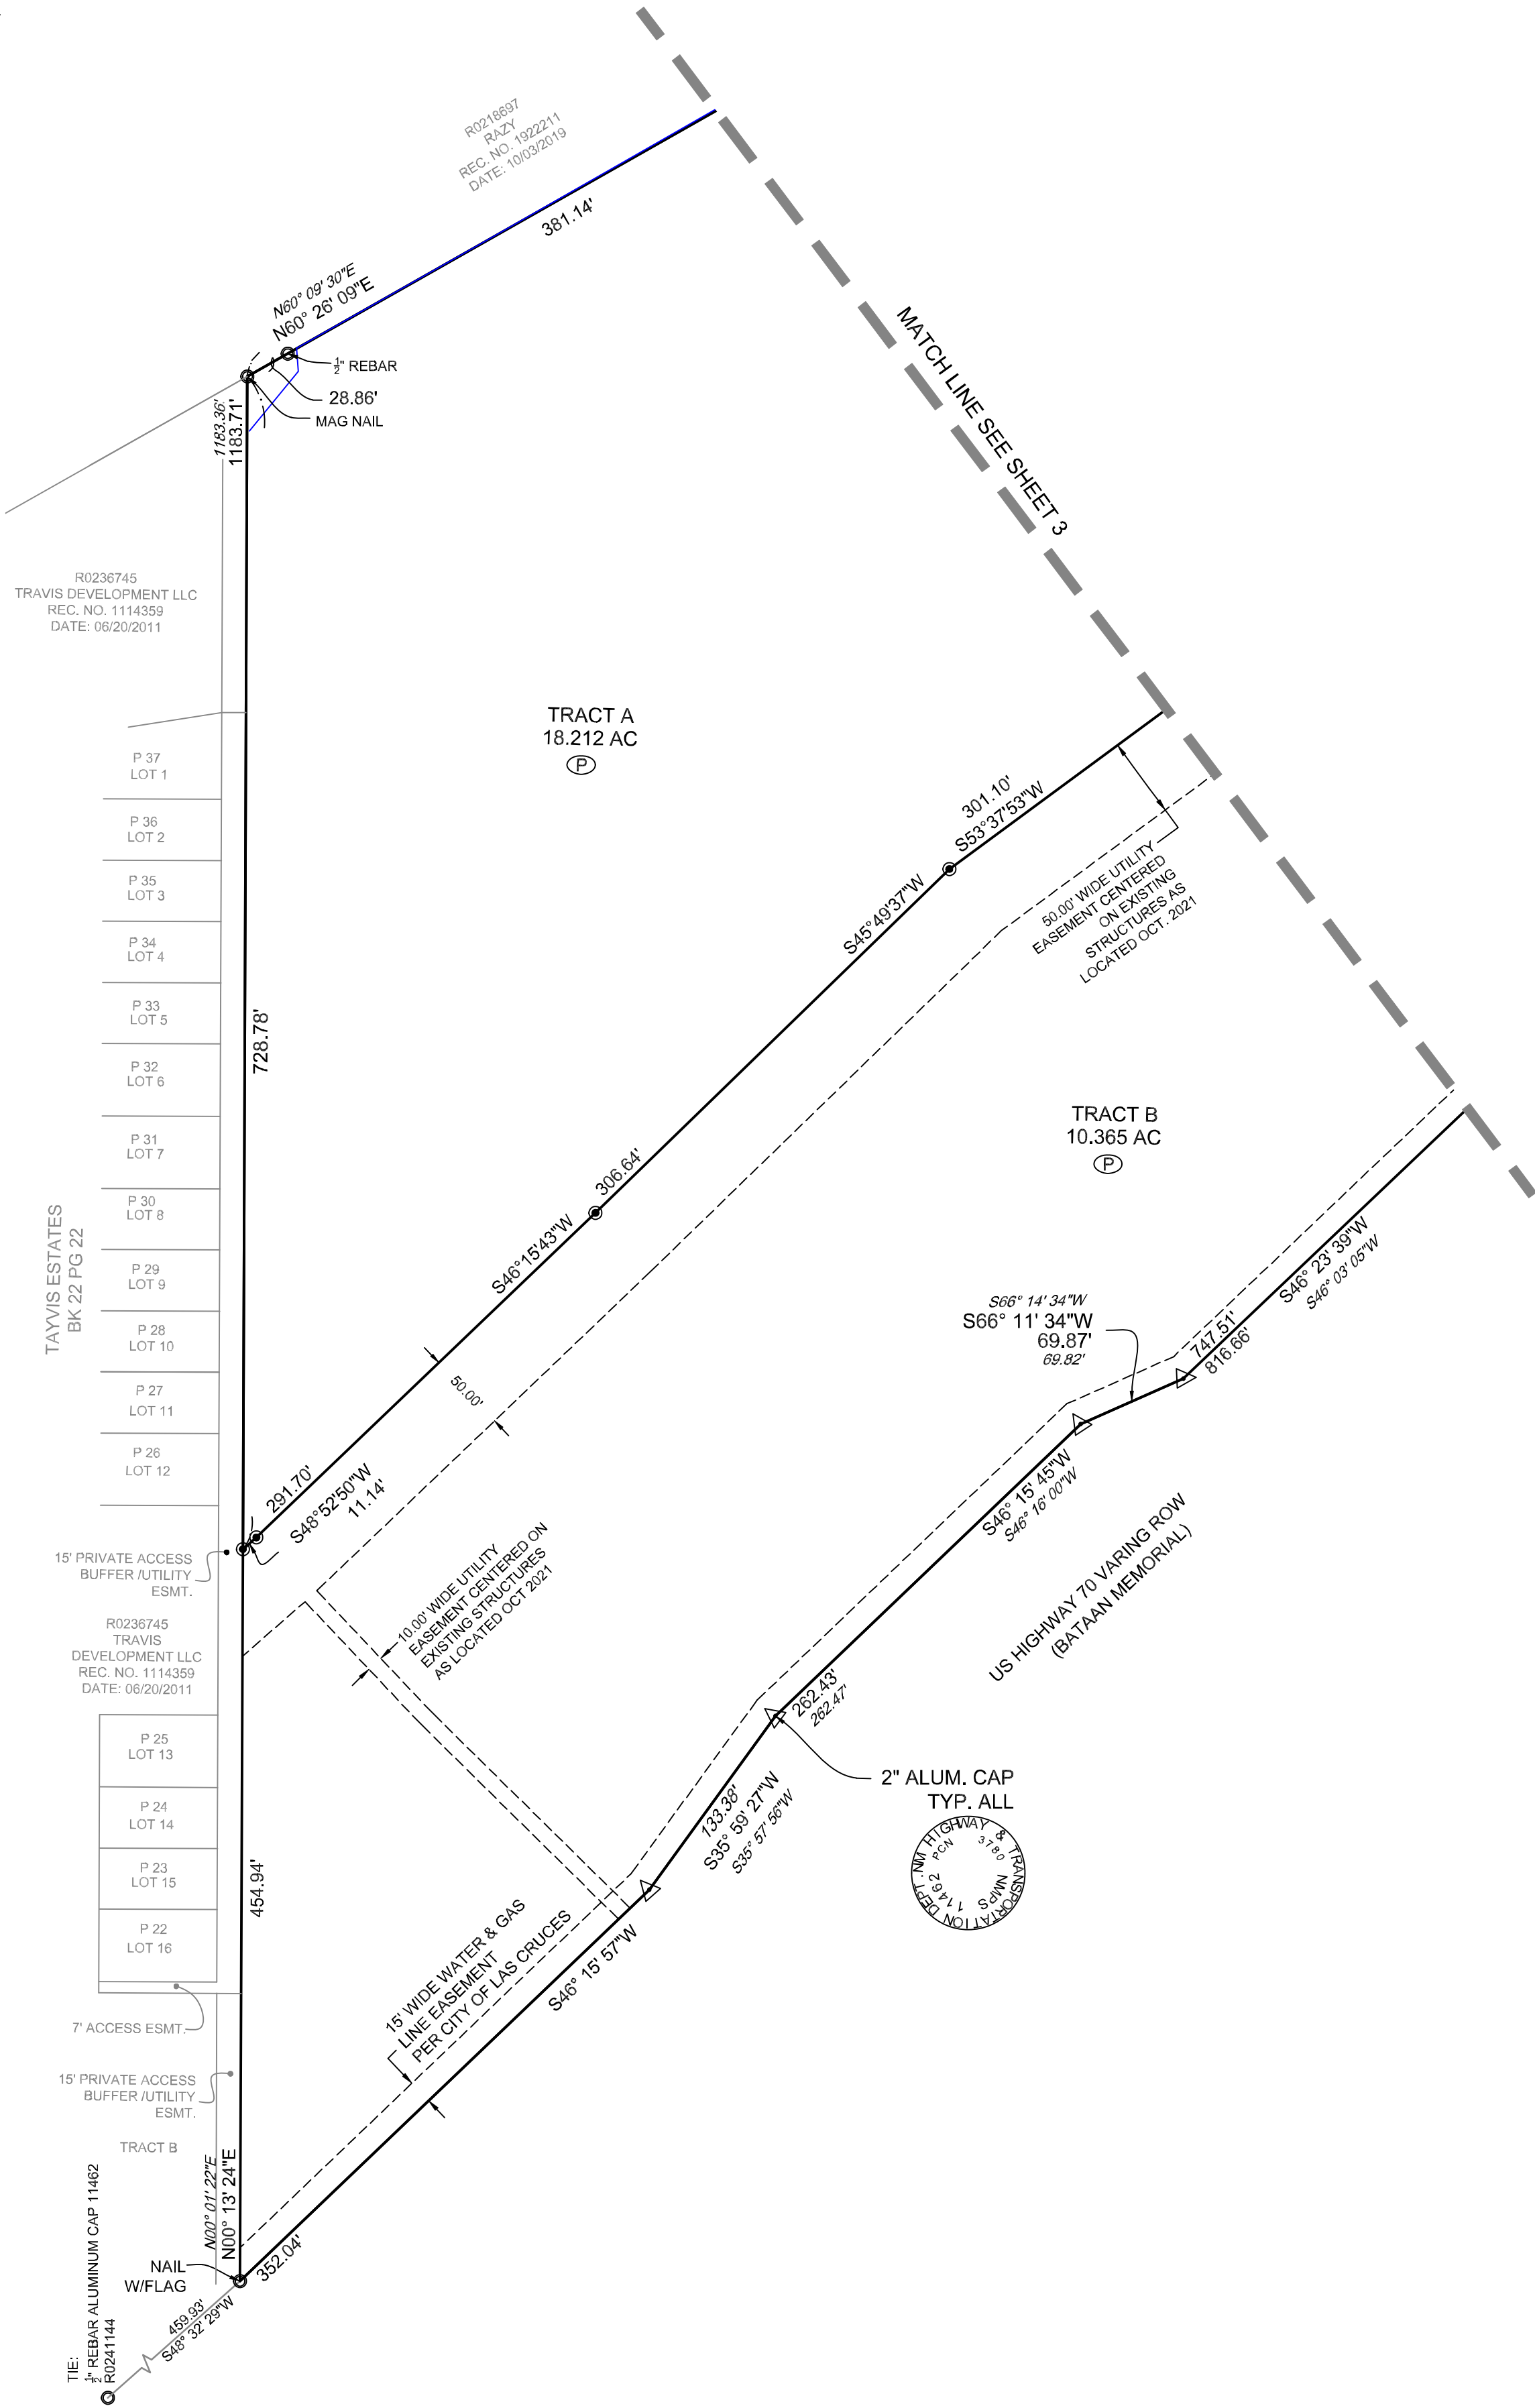 R0218697
RAZY
REC. NO. 1922211
DATE: 10/03/2019
381.14'
N60° 09' 30"E
N60° 26' 09"E
½" REBAR
28.86'
MAG NAIL
1183.36'
1183.71'
MATCH LINE SEE SHEET 3
R0236745
TRAVIS DEVELOPMENT LLC
REC. NO. 1114359
DATE: 06/20/2011
TRACT A
18.212 AC
P
P 37
LOT 1
P 36
LOT 2
P 35
LOT 3
P 34
LOT 4
P 33
LOT 5
P 32
LOT 6
P 31
LOT 7
P 30
LOT 8
P 29
LOT 9
P 28
LOT 10
P 27
LOT 11
P 26
LOT 12
TAYVIS ESTATES
BK 22 PG 22
728.78'
301.10'
S53°37'53"W
S45°49'37"W
50.00' WIDE UTILITY
EASEMENT CENTERED
ON EXISTING
STRUCTURES AS
LOCATED OCT. 2021
306.64'
S46°15'43"W
TRACT B
10.365 AC
P
S46° 23' 39"W
S46° 03' 05"W
S66° 14' 34"W
S66° 11' 34"W
69.87'
69.82'
747.51'
816.66'
50.00'
291.70'
S48°52'50"W
11.14'
S46° 15' 45"W
S46° 16' 00"W
US HIGHWAY 70 VARING ROW
(BATAAN MEMORIAL)
15' PRIVATE ACCESS
BUFFER /UTILITY
ESMT.
10.00' WIDE UTILITY
EASEMENT CENTERED ON
EXISTING STRUCTURES
AS LOCATED OCT 2021
R0236745
TRAVIS
DEVELOPMENT LLC
REC. NO. 1114359
DATE: 06/20/2011
262.43'
262.47'
P 25
LOT 13
P 24
LOT 14
P 23
LOT 15
P 22
LOT 16
454.94'
133.38'
S35° 59' 27"W
S35° 57' 56"W
2" ALUM. CAP
TYP. ALL
NM HIGHWAY & TRANSPORTATION DEPT.
PCN 3780
NMPS 11462
S46° 15' 57"W
15' WIDE WATER & GAS
LINE EASEMENT
PER CITY OF LAS CRUCES
7' ACCESS ESMT.
15' PRIVATE ACCESS
BUFFER /UTILITY
ESMT.
TRACT B
N00° 01' 22"E
N00° 13' 24"E
352.04'
NAIL
W/FLAG
459.93'
S48° 32' 29"W
TIE:
½" REBAR ALUMINUM CAP 11462
R0241144